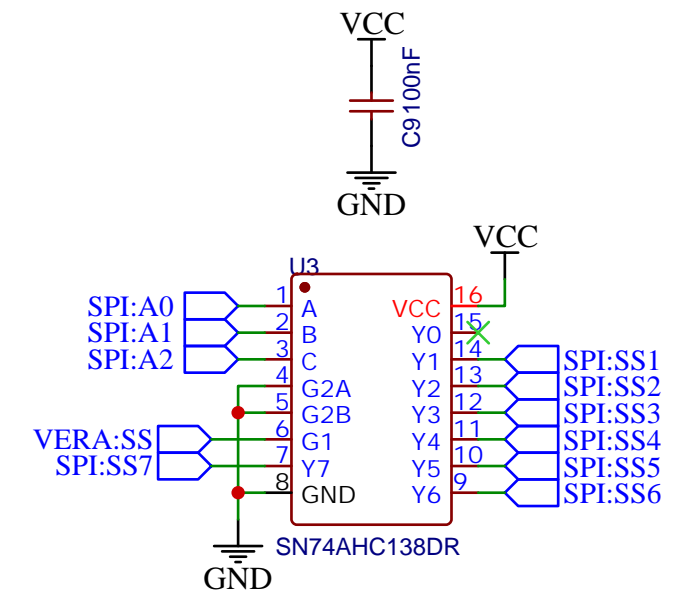 VCC
C9 100nF
GND
VCC
U3
SPI:A0 1 A VCC 16
SPI:A1 2 B Y0 15
SPI:A2 3 C Y1 14 SPI:SS1
4 G2A Y2 13 SPI:SS2
5 G2B Y3 12 SPI:SS3
VERA:SS 6 G1 Y4 11 SPI:SS4
SPI:SS7 7 Y7 Y5 10 SPI:SS5
8 GND Y6 9 SPI:SS6
SN74AHC138DR
GND